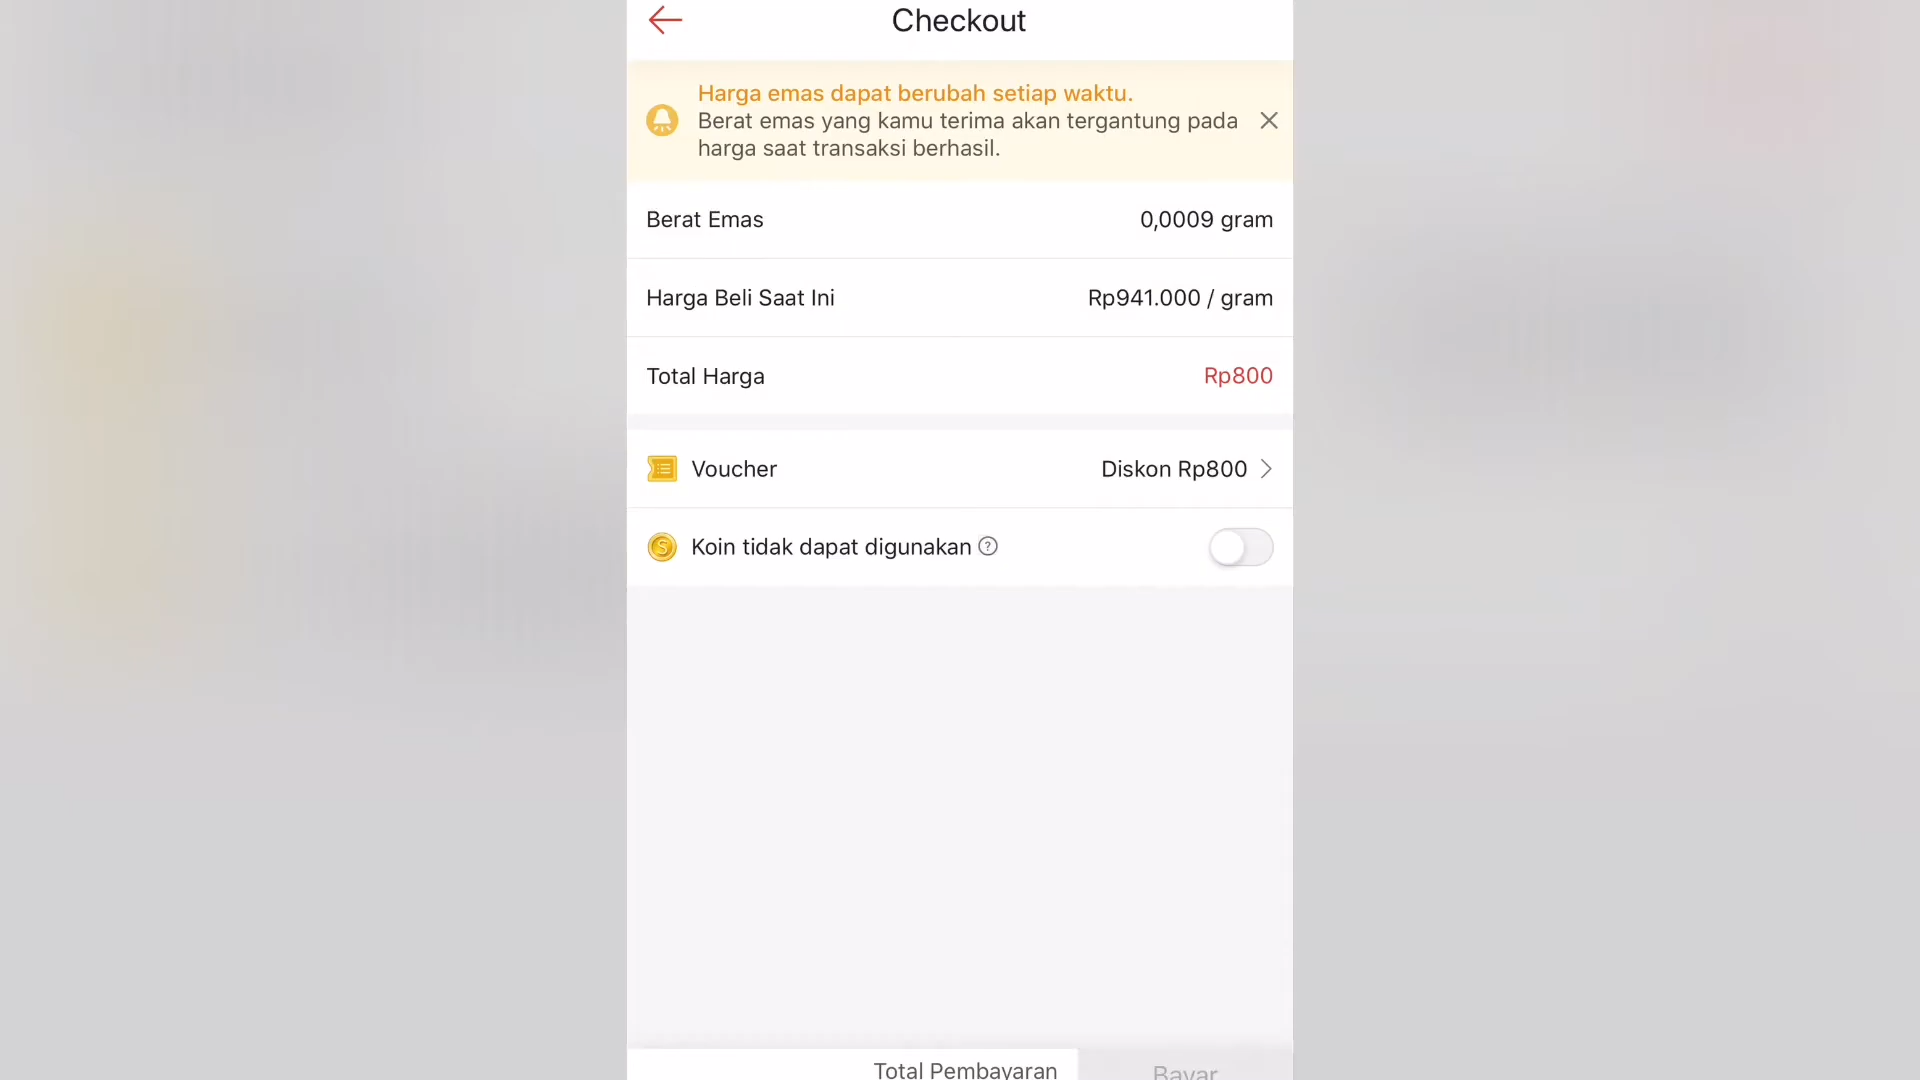 Checkout
Harga emas dapat berubah setiap waktu.
Berat emas yang kamu terima akan tergantung pada
harga saat transaksi berhasil.
Berat Emas 0,0009 gram
Harga Beli Saat Ini Rp941.000 / gram
Total Harga Rp800
Voucher Diskon Rp800
Koin tidak dapat digunakan
Total Pembayaran Bayar